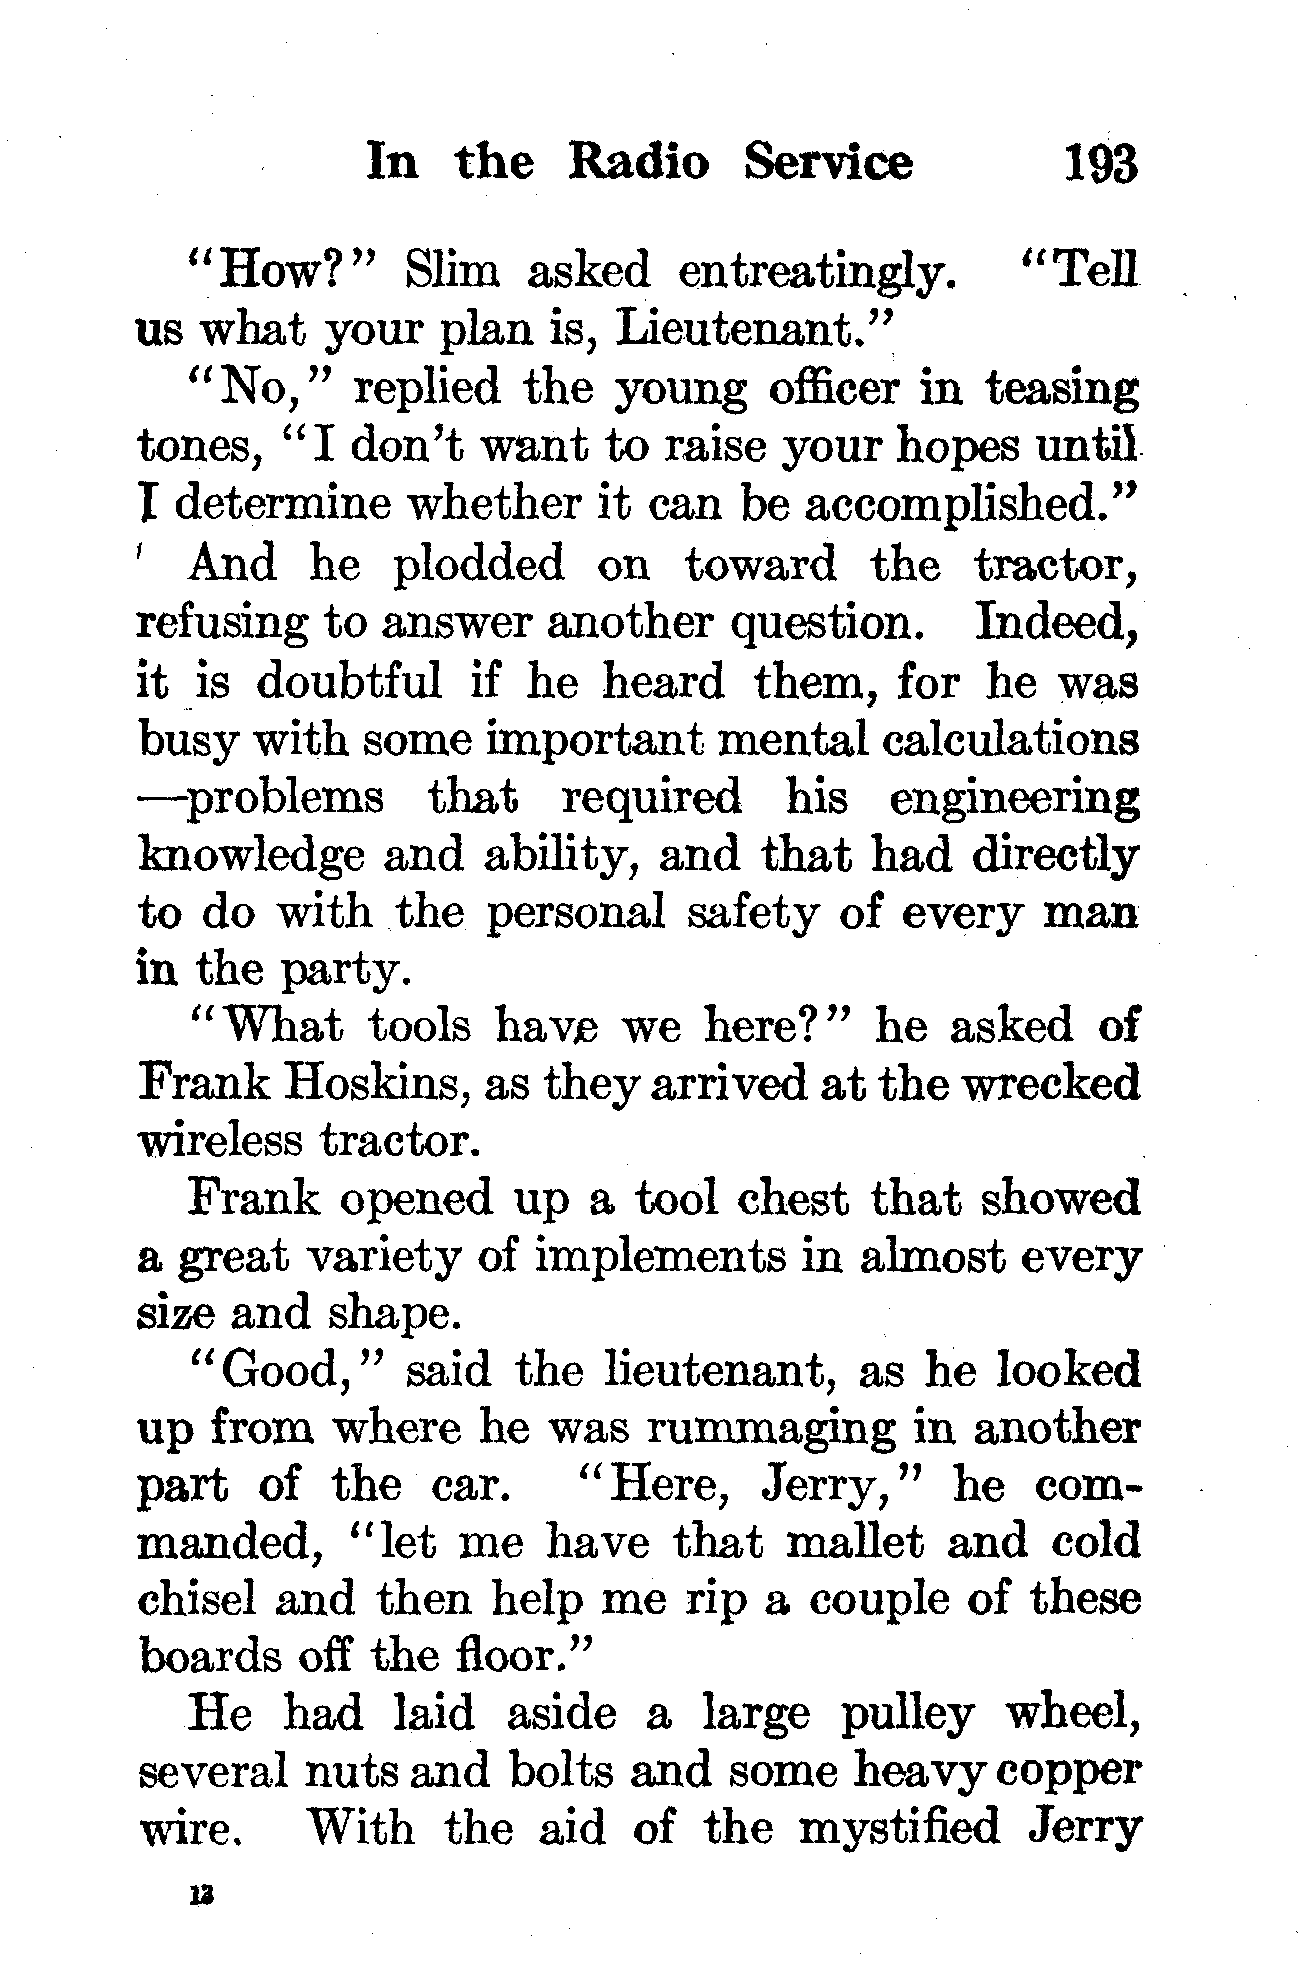 In the Radio Service 193
"How?" Slim asked entreatingly. "Tell
us what your plan is, Lieutenant."
"No," replied the young officer in teasing
tones, "I don't want to raise your hopes until
I determine whether it can be accomplished."
And he plodded on toward the tractor,
refusing to answer another question. Indeed,
it is doubtful if he heard them, for he was
busy with some important mental calculations
—problems that required his engineering
knowledge and ability, and that had directly
to do with the personal safety of every man
in the party.
"What tools have we here?" he asked of
Frank Hoskins, as they arrived at the wrecked
wireless tractor.
Frank opened up a tool chest that showed
a great variety of implements in almost every
size and shape.
"Good," said the lieutenant, as he looked
up from where he was rummaging in another
part of the car. "Here, Jerry," he com-
manded, "let me have that mallet and cold
chisel and then help me rip a couple of these
boards off the floor."
He had laid aside a large pulley wheel,
several nuts and bolts and some heavy copper
wire. With the aid of the mystified Jerry
13